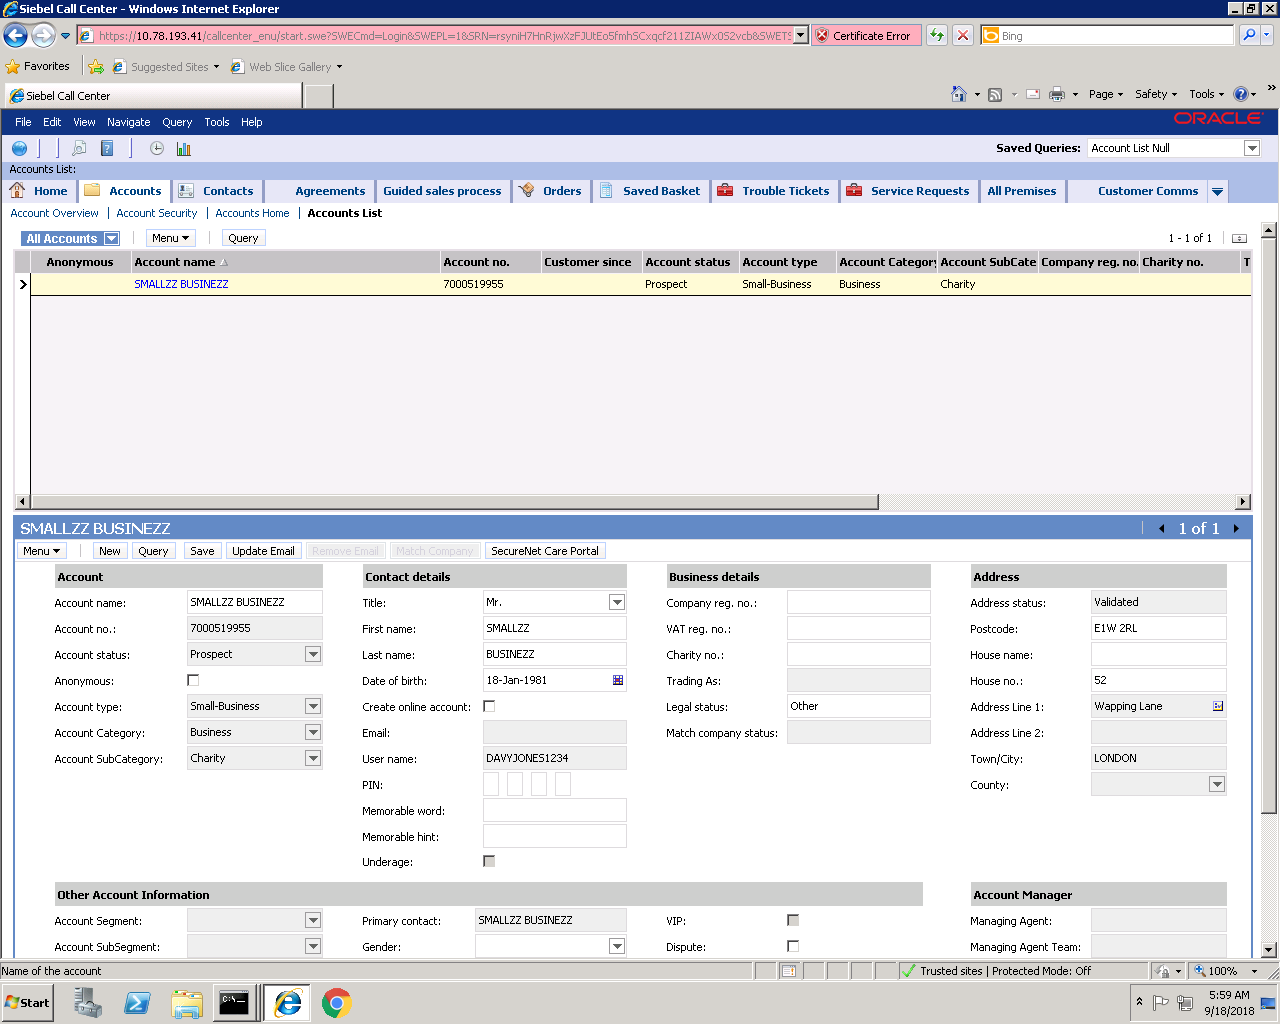 Siebel Call Center - Windows Internet Explorer
https://10.78.193.41/callcenter_enu/start.swe?SWECmd=Login&SWEPL=1&SRN= Certificate Error Bing
Favorites Suggested Sites Web Slice Gallery
Siebel Call Center Page Safety Tools
File Edit View Navigate Query Tools Help ORACLE
Saved Queries: Account List Null
Accounts List:
Home Accounts Contacts Agreements Guided sales process Orders Saved Basket Trouble Tickets Service Requests All Premises Customer Comms
Account Overview Account Security Accounts Home Accounts List
All Accounts Menu Query 1 - 1 of 1
Anonymous Account name Account no. Customer since Account status Account type Account Category Account SubCate Company reg. no. Charity no. T
SMALLZZ BUSINEZZ 7000519955 Prospect Small-Business Business Charity
SMALLZZ BUSINEZZ 1 of 1
Menu New Query Save Update Email Remove Email Match Company SecureNet Care Portal
Account Contact details Business details Address
Account name: SMALLZZ BUSINEZZ Title: Mr. Company reg. no.: Address status: Validated
Account no.: 7000519955 First name: SMALLZZ VAT reg. no.: Postcode: E1W 2RL
Account status: Prospect Last name: BUSINEZZ Charity no.: House name:
Anonymous: Date of birth: 18-Jan-1981 Trading As: House no.: 52
Account type: Small-Business Create online account: Legal status: Other Address Line 1: Wapping Lane
Account Category: Business Email: Match company status: Address Line 2:
Account SubCategory: Charity User name: DAVYJONES1234 Town/City: LONDON
PIN: County:
Memorable word:
Memorable hint:
Underage:
Other Account Information Account Manager
Account Segment: Primary contact: SMALLZZ BUSINEZZ VIP: Managing Agent:
Account SubSegment: Gender: Dispute: Managing Agent Team:
Name of the account Trusted sites | Protected Mode: Off 100%
Start 5:59 AM
9/18/2018